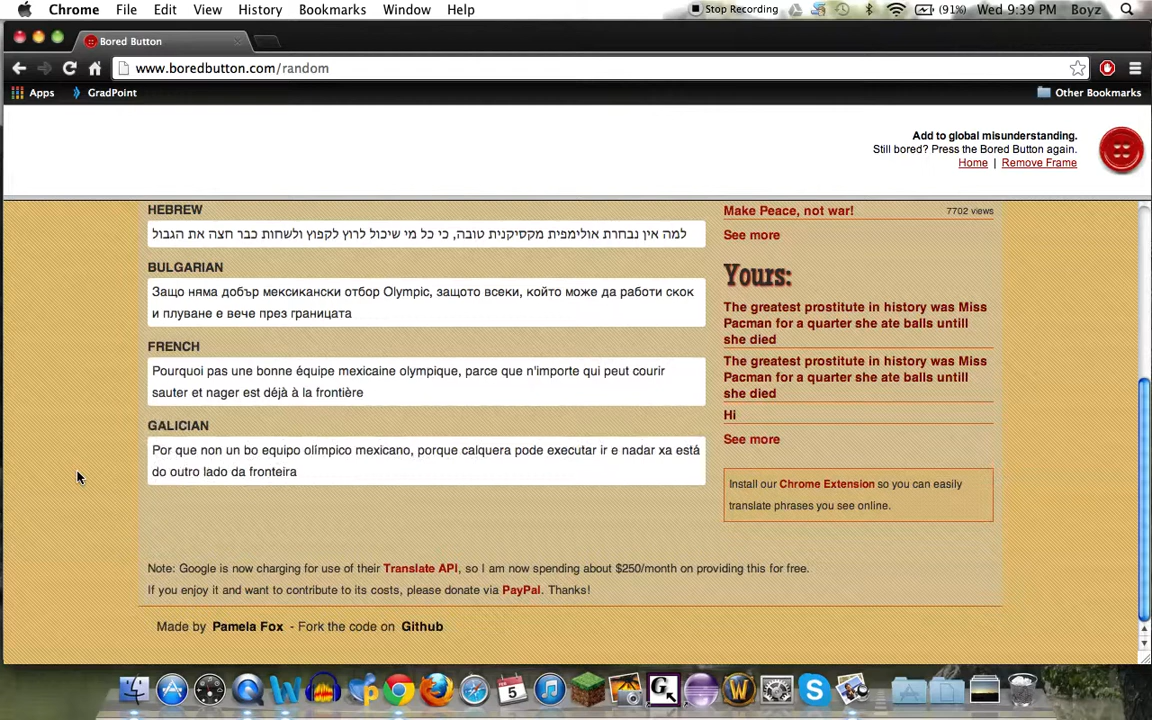 Chrome File Edit View History Bookmarks Window Help Stop Recording (91%) Wed 9:39 PM Boyz
Bored Button
www.boredbutton.com/random
Apps GradPoint Other Bookmarks
Add to global misunderstanding.
Still bored? Press the Bored Button again.
Home | Remove Frame
HEBREW
למה אין נבחרת אולימפית מקסיקנית טובה, כי כל מי שיכול לרוץ לקפוץ ולשחות כבר חצה את הגבול
BULGARIAN
Защо няма добър мексикански отбор Olympic, защото всеки, който може да работи скок
и плуване е вече през границата
FRENCH
Pourquoi pas une bonne équipe mexicaine olympique, parce que n'importe qui peut courir
sauter et nager est déjà à la frontière
GALICIAN
Por que non un bo equipo olímpico mexicano, porque calquera pode executar ir e nadar xa está
do outro lado da fronteira
Make Peace, not war! 7702 views
See more
Yours:
The greatest prostitute in history was Miss
Pacman for a quarter she ate balls untill
she died
The greatest prostitute in history was Miss
Pacman for a quarter she ate balls untill
she died
Hi
See more
Install our Chrome Extension so you can easily
translate phrases you see online.
Note: Google is now charging for use of their Translate API, so I am now spending about $250/month on providing this for free.
If you enjoy it and want to contribute to its costs, please donate via PayPal. Thanks!
Made by Pamela Fox - Fork the code on Github
FEB
5